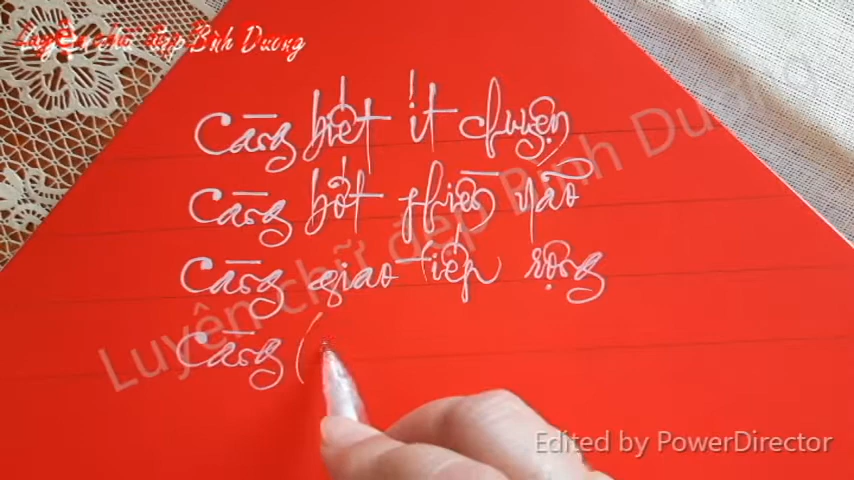 Luyện chữ đẹp Bình Dương
Càng biết ít chuyện
Càng bớt phiền não
Càng giao tiếp rộng
Càng
Luyện chữ đẹp Bình Dương
Edited by PowerDirector